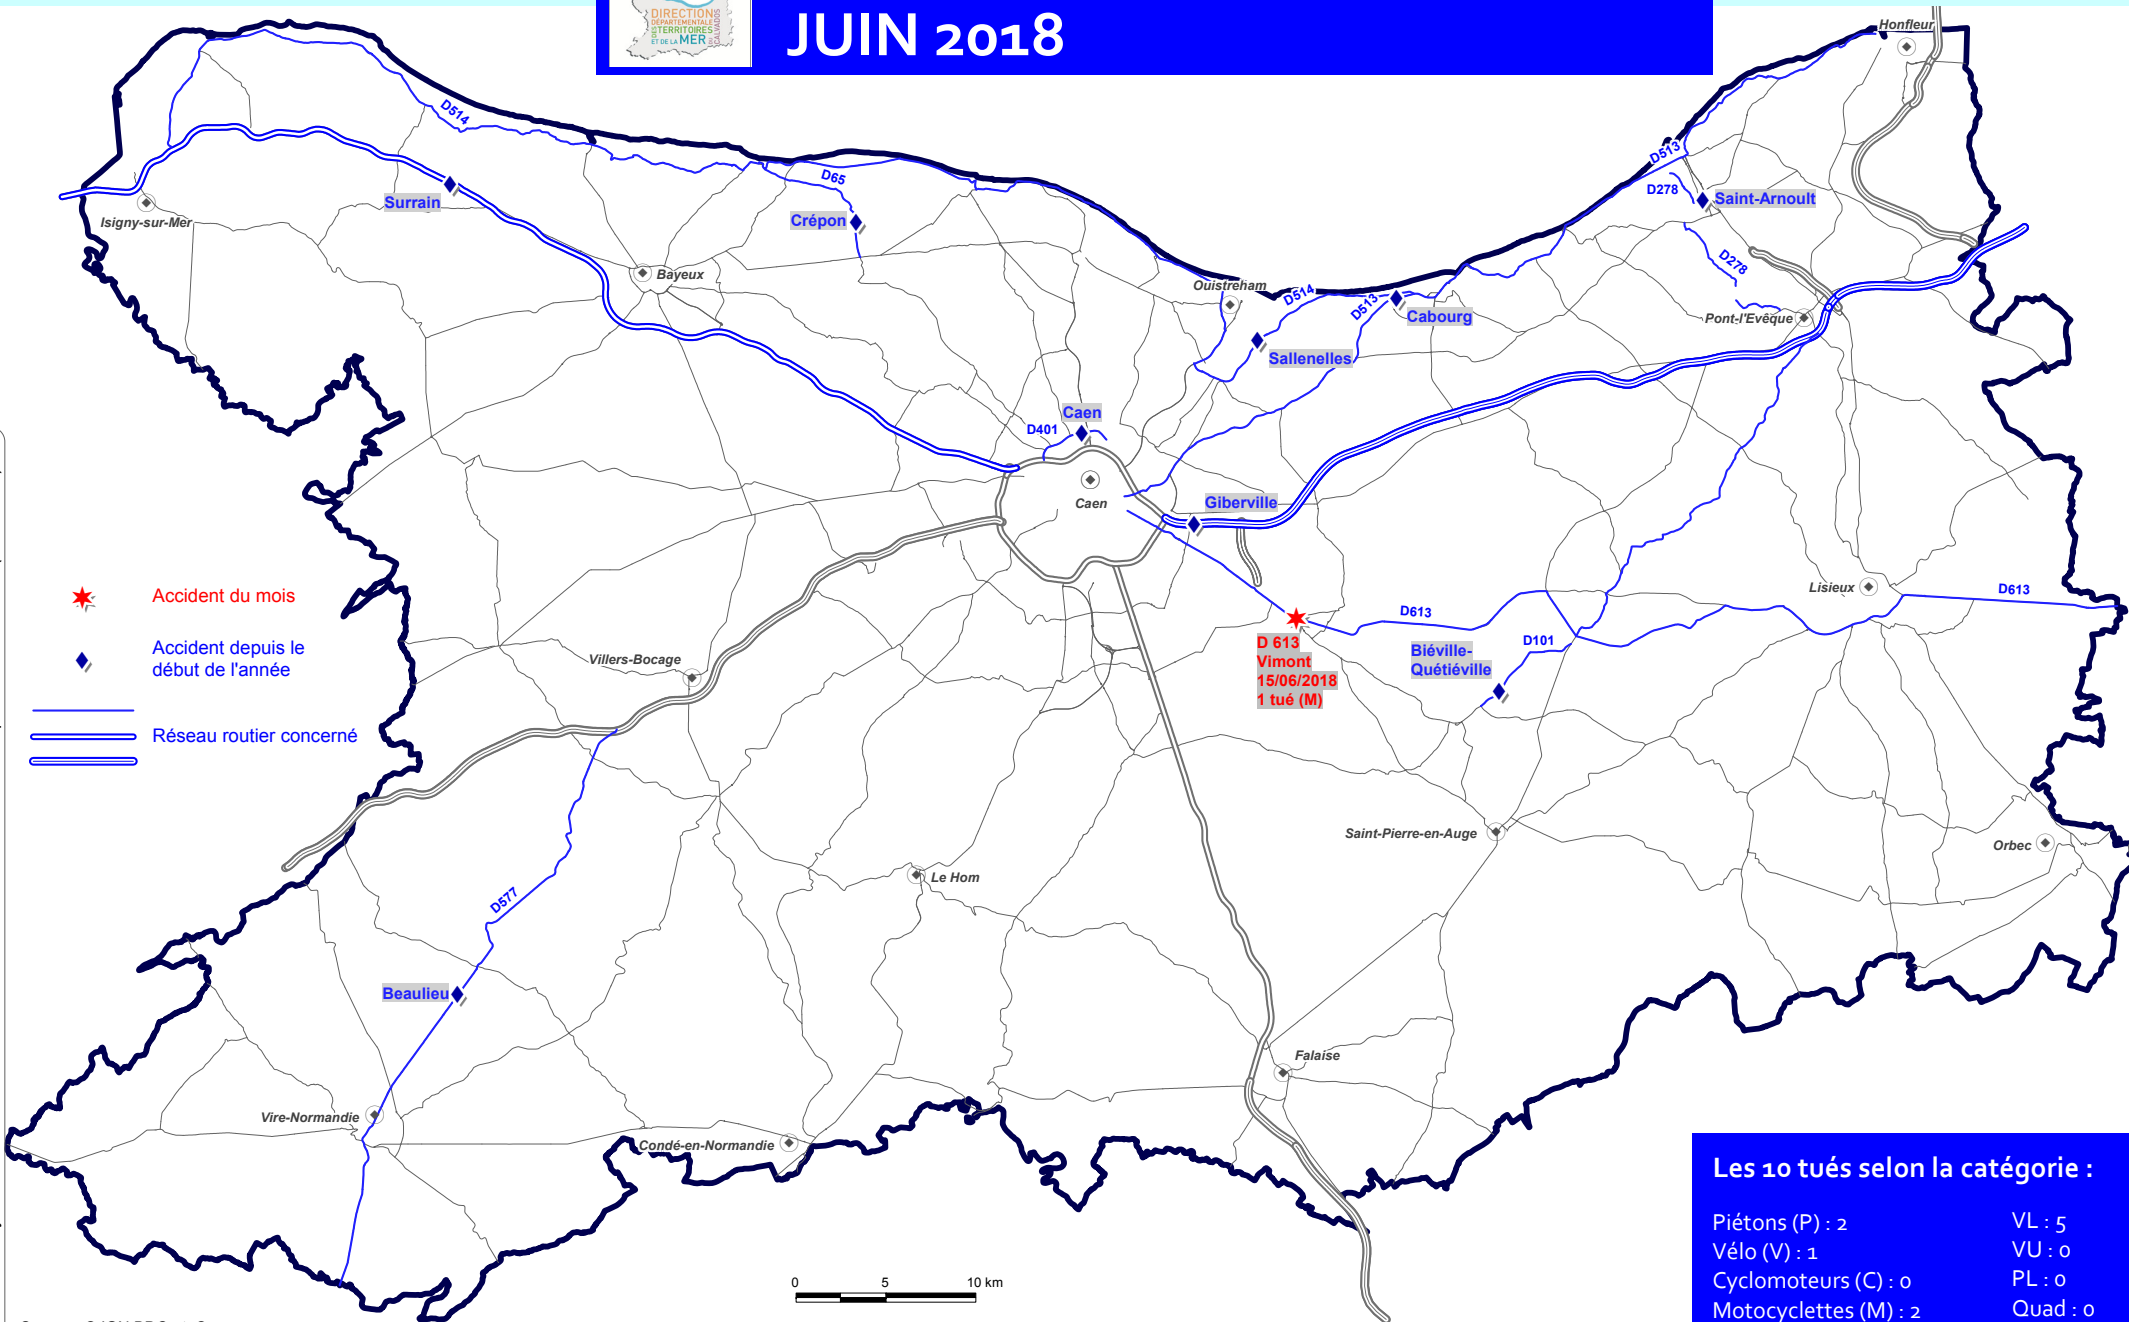 DIRECTION
DÉPARTEMENTALE
DES TERRITOIRES
ET DE LA MER
CALVADOS
JUIN 2018
Honfleur
D514
D513
D65
D278
Saint-Arnoult
Surrain
Crépon
Isigny-sur-Mer
D278
Bayeux
Ouistreham
D514
D513
Cabourg
Pont-l'Evêque
Sallenelles
Caen
D401
Giberville
Caen
Accident du mois
Lisieux
D613
D613
D 613
Vimont
15/06/2018
1 tué (M)
D101
Biéville-
Quétiéville
Accident depuis le
début de l'année
Villers-Bocage
Réseau routier concerné
Saint-Pierre-en-Auge
Orbec
Le Hom
D577
Beaulieu
Falaise
Vire-Normandie
Condé-en-Normandie
0 5 10 km
Les 10 tués selon la catégorie :
Piétons (P) : 2 VL : 5
Vélo (V) : 1 VU : 0
Cyclomoteurs (C) : 0 PL : 0
Motocyclettes (M) : 2 Quad : 0